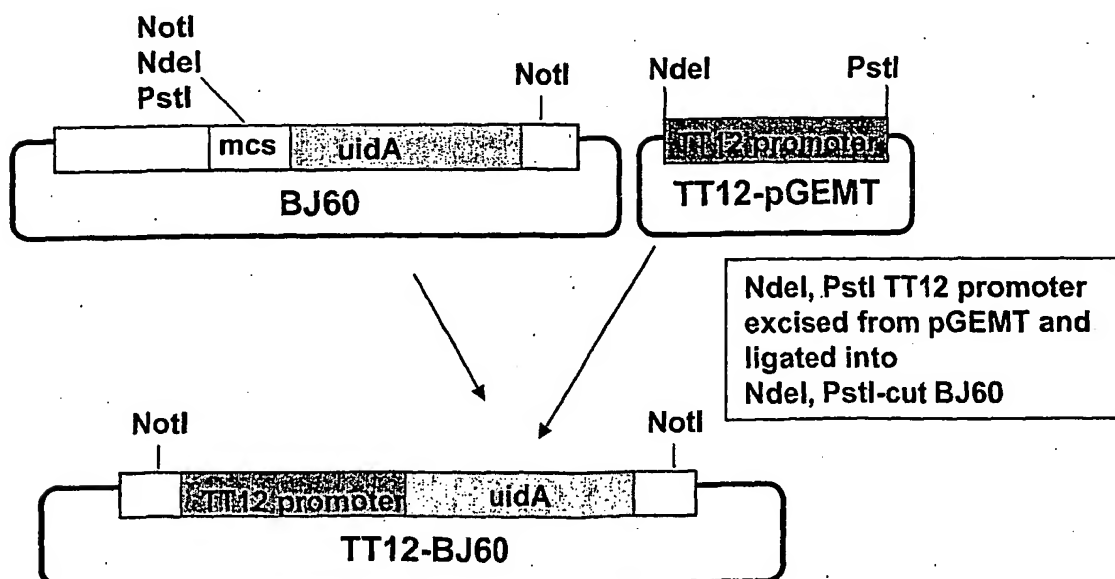 NotI
NdeI
PstI
NotI
NdeI
PstI
mcs
uidA
TT12 promoter
BJ60
TT12-pGEMT
NdeI, PstI TT12 promoter
excised from pGEMT and
ligated into
NdeI, PstI-cut BJ60
NotI
NotI
TT12 promoter
uidA
TT12-BJ60